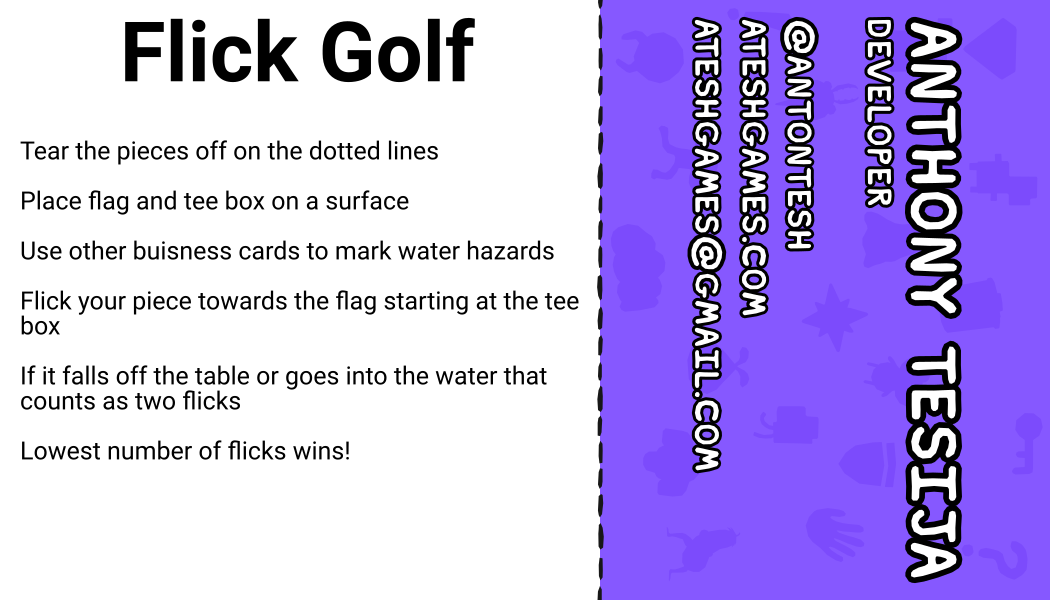 Flick Golf
Tear the pieces off on the dotted lines
Place flag and tee box on a surface
Use other buisness cards to mark water hazards
Flick your piece towards the flag starting at the tee
box
If it falls off the table or goes into the water that
counts as two flicks
Lowest number of flicks wins!
ANTHONY TESIJA
DEVELOPER
@ANTONTESH
ATESHGAMES.COM
ATESHGAMES@GMAIL.COM